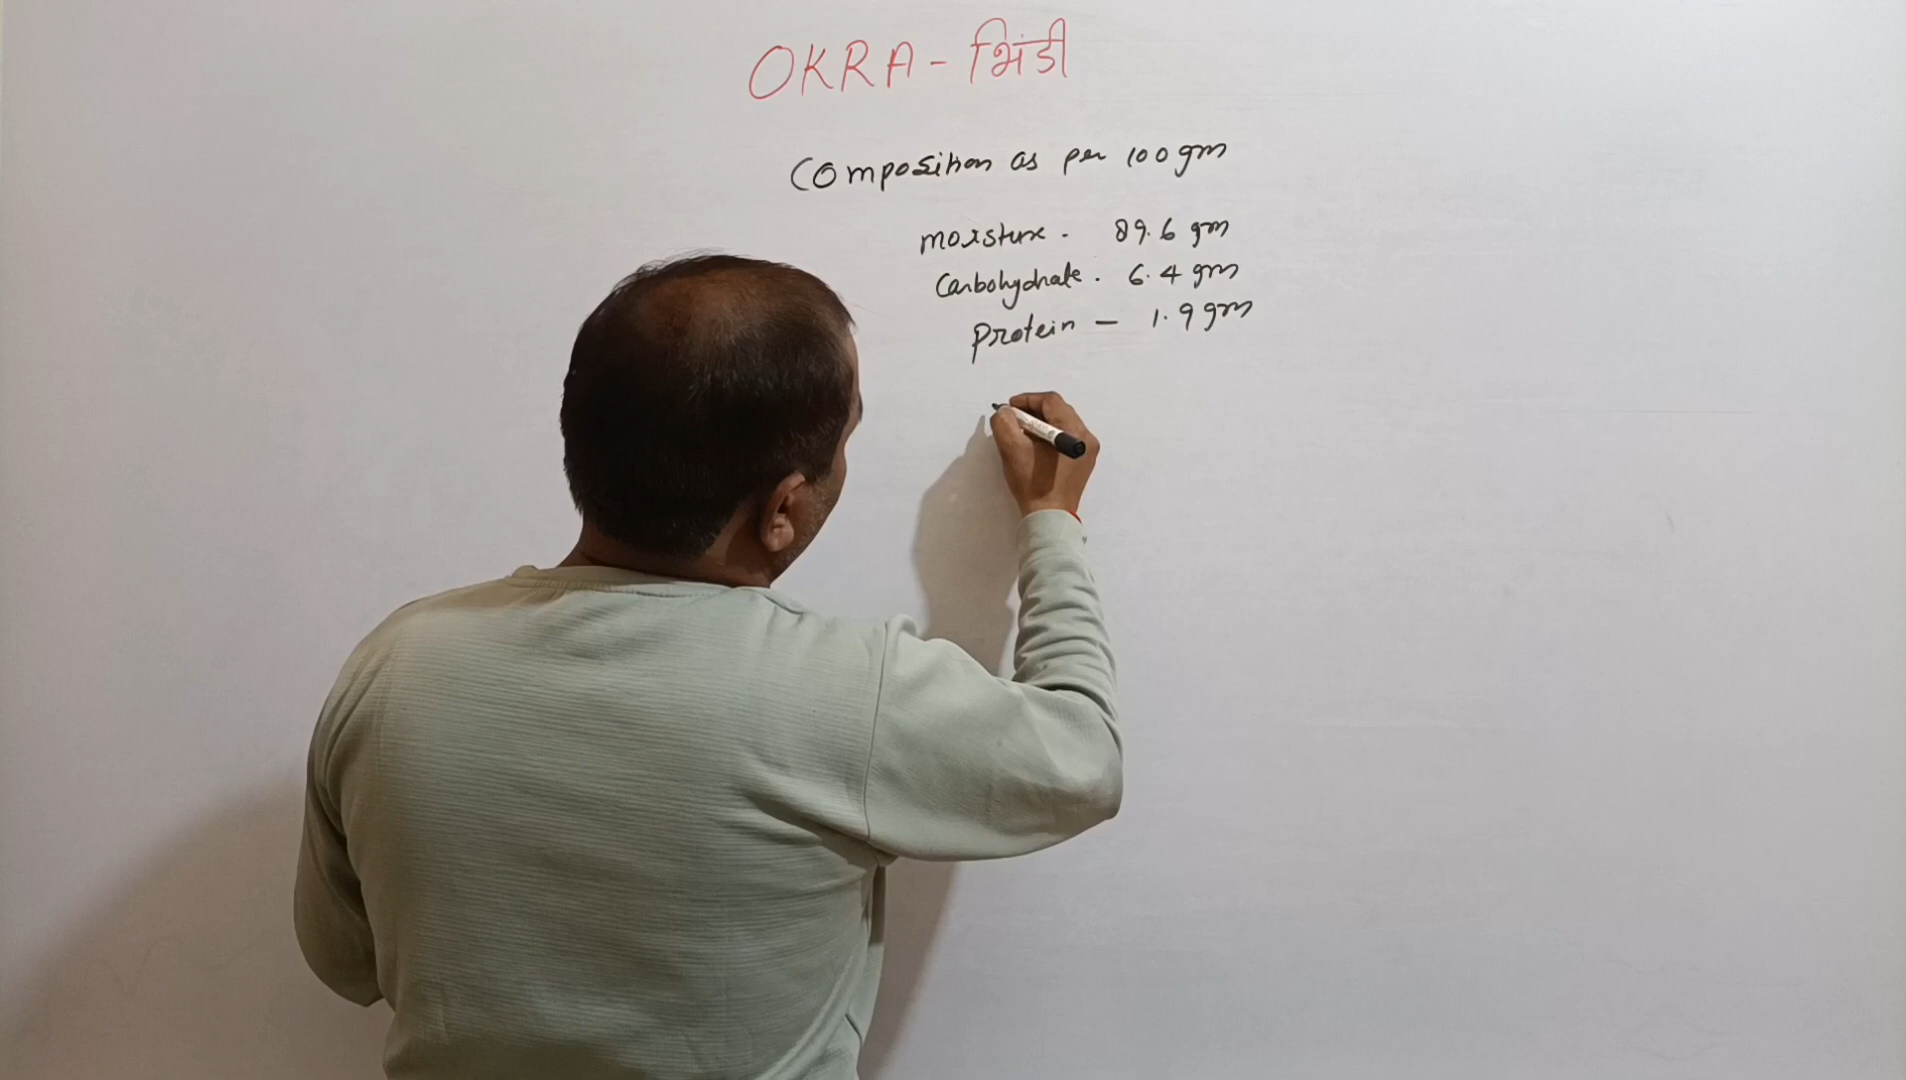 OKRA - भिंडी
Composition as per 100 gm
moisture - 89.6 gm
Carbohydrate - 6.4 gm
Protein - 1.9 gm